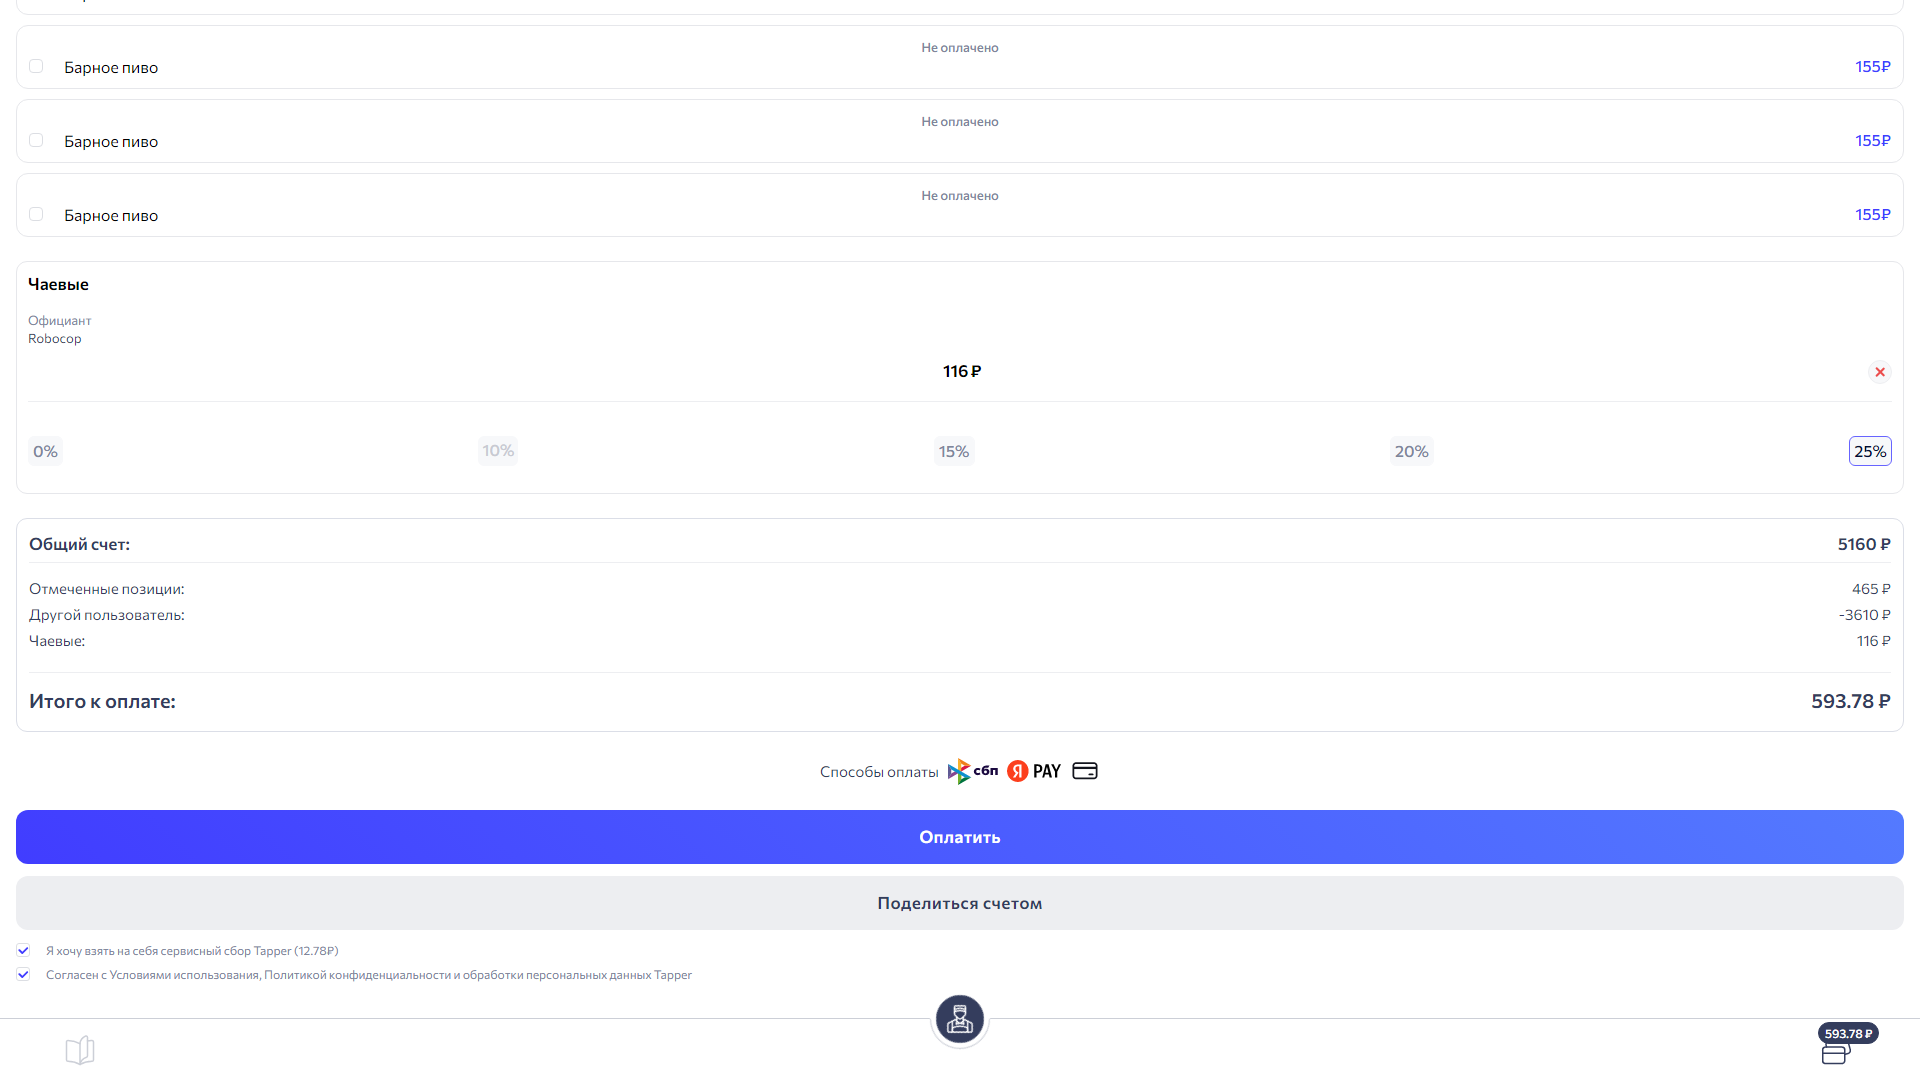 Не оплачено
Барное пиво 155₽
Не оплачено
Барное пиво 155₽
Не оплачено
Барное пиво 155₽
Чаевые
Официант
Robocop
116 ₽
0% 10% 15% 20% 25%
Общий счет: 5160 ₽
Отмеченные позиции: 465 ₽
Другой пользователь: -3610 ₽
Чаевые: 116 ₽
Итого к оплате: 593.78 ₽
Способы оплаты сбп Я PAY
Оплатить
Поделиться счетом
Я хочу взять на себя сервисный сбор Tapper (12.78₽)
Согласен с Условиями использования, Политикой конфиденциальности и обработки персональных данных Tapper
593.78 ₽